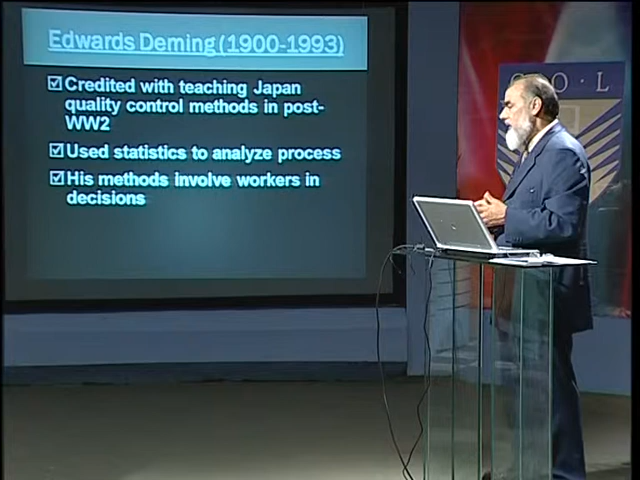 Edwards Deming(1900-1993)
Credited with teaching Japan
quality control methods in post-
WW2
Used statistics to analyze process
His methods involve workers in
decisions